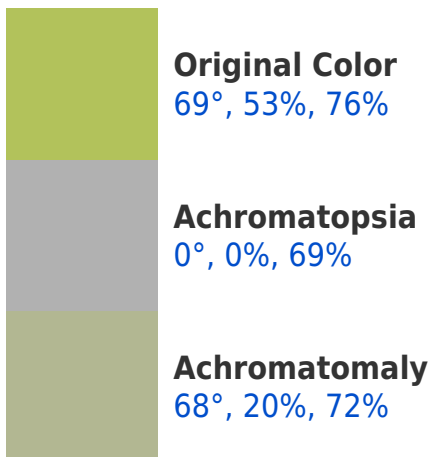 Original Color
69°, 53%, 76%
Achromatopsia
0°, 0%, 69%
Achromatomaly
68°, 20%, 72%